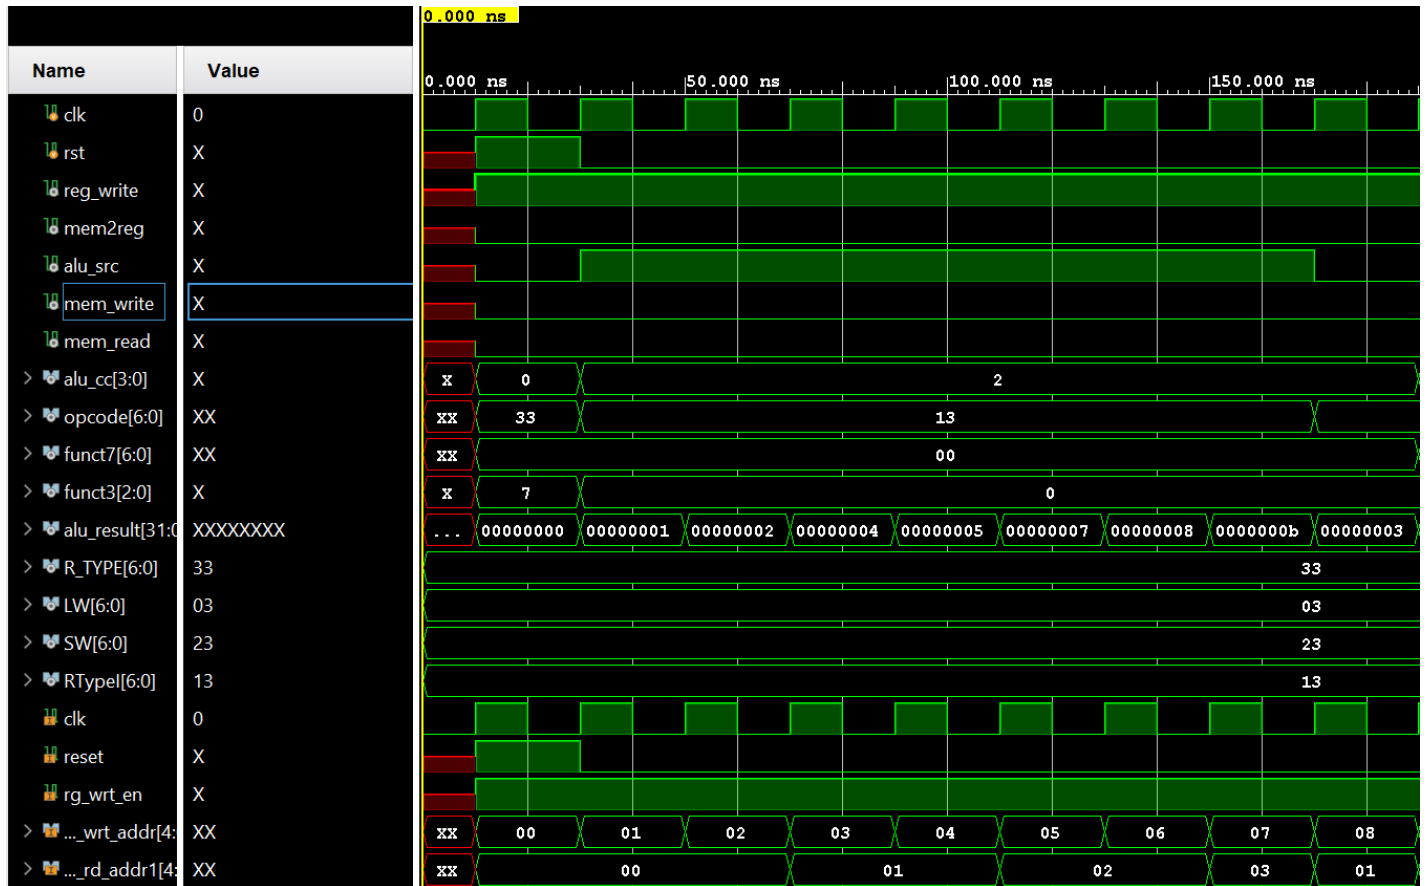 0.000 ns
Name Value 0.000 ns 50.000 ns 100.000 ns 150.000 ns
clk 0
rst X
reg_write X
mem2reg X
alu_src X
mem_write X
mem_read X
alu_cc[3:0] X X 0 2
opcode[6:0] XX XX 33 13
funct7[6:0] XX XX 00
funct3[2:0] X X 7 0
alu_result[31:0 XXXXXXXX ... 00000000 00000001 00000002 00000004 00000005 00000007 00000008 0000000b 00000003
R_TYPE[6:0] 33 33
LW[6:0] 03 03
SW[6:0] 23 23
RTypeI[6:0] 13 13
clk 0
reset X
rg_wrt_en X
..._wrt_addr[4: XX XX 00 01 02 03 04 05 06 07 08
..._rd_addr1[4: XX XX 00 01 02 03 01